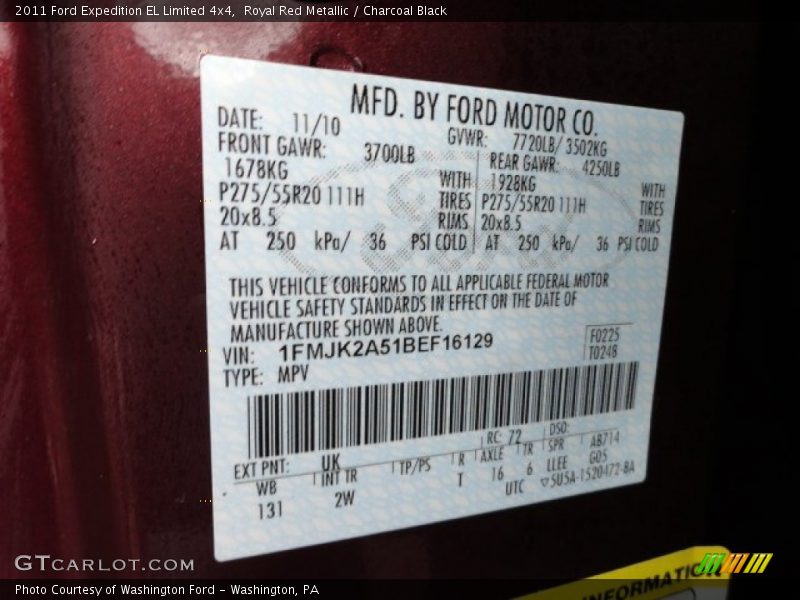 2011 Ford Expedition EL Limited 4x4, Royal Red Metallic / Charcoal Black
MFD. BY FORD MOTOR CO.
DATE: 11/10 GVWR: 7720LB/ 3502KG
FRONT GAWR: 3700LB REAR GAWR: 4250LB
1678KG WITH 1928KG WITH
P275/55R20 111H TIRES P275/55R20 111H TIRES
20x8.5 RIMS 20x8.5 RIMS
AT 250 kPa/ 36 PSI COLD AT 250 kPa/ 36 PSI COLD
THIS VEHICLE CONFORMS TO ALL APPLICABLE FEDERAL MOTOR
VEHICLE SAFETY STANDARDS IN EFFECT ON THE DATE OF
MANUFACTURE SHOWN ABOVE.
VIN: 1FMJK2A51BEF16129 F0225
TYPE: MPV T0248
EXT PNT: UK RC: 72 DSO:
WB INT TR TP/PS R AXLE TR SPR AB714
131 2W T 16 6 LLEE G05
UTC ▽5U5A-1520472-BA
INFORMATION
GTCARLOT.COM
Photo Courtesy of Washington Ford - Washington, PA